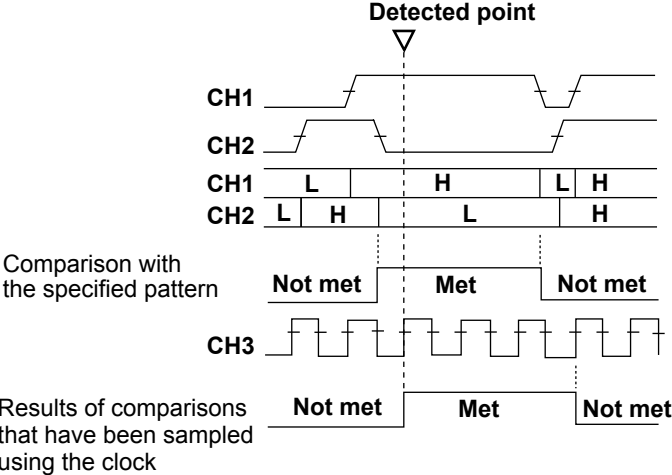 Detected point
CH1
CH2
CH1 L H L H
CH2 L H L H
Comparison with
the specified pattern
Not met Met Not met
CH3
Results of comparisons
that have been sampled
using the clock
Not met Met Not met